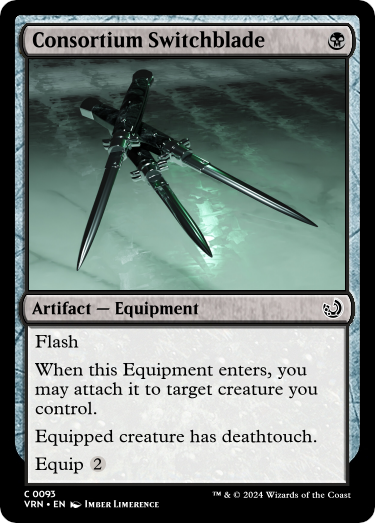 Consortium Switchblade
Artifact — Equipment
Flash
When this Equipment enters, you
may attach it to target creature you
control.
Equipped creature has deathtouch.
Equip 2
C 0093
VRN • EN Imber Limerence
™ & © 2024 Wizards of the Coast